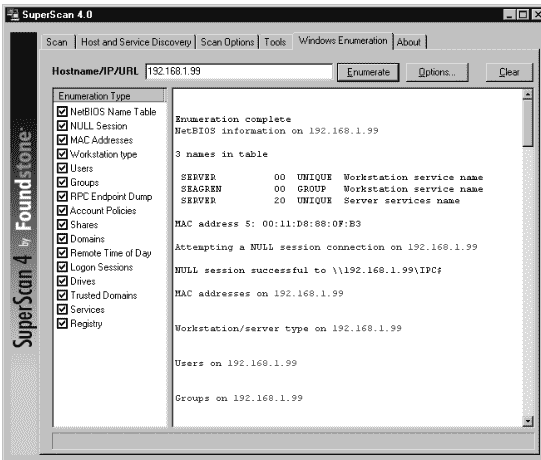 SuperScan 4.0
Scan Host and Service Discovery Scan Options Tools Windows Enumeration About
Hostname/IP/URL 192.168.1.99 Enumerate Options... Clear
Enumeration Type
NetBIOS Name Table
NULL Session
MAC Addresses
Workstation type
Users
Groups
RPC Endpoint Dump
Account Policies
Shares
Domains
Remote Time of Day
Logon Sessions
Drives
Trusted Domains
Services
Registry
Enumeration complete
NetBIOS information on 192.168.1.99
3 names in table
SERVER 00 UNIQUE Workstation service name
SEAGREN 00 GROUP Workstation service name
SERVER 20 UNIQUE Server services name
MAC address 5: 00:11:D8:88:0F:B3
Attempting a NULL session connection on 192.168.1.99
NULL session successful to \\192.168.1.99\IPC$
MAC addresses on 192.168.1.99
Workstation/server type on 192.168.1.99
Users on 192.168.1.99
Groups on 192.168.1.99
SuperScan 4 by Foundstone